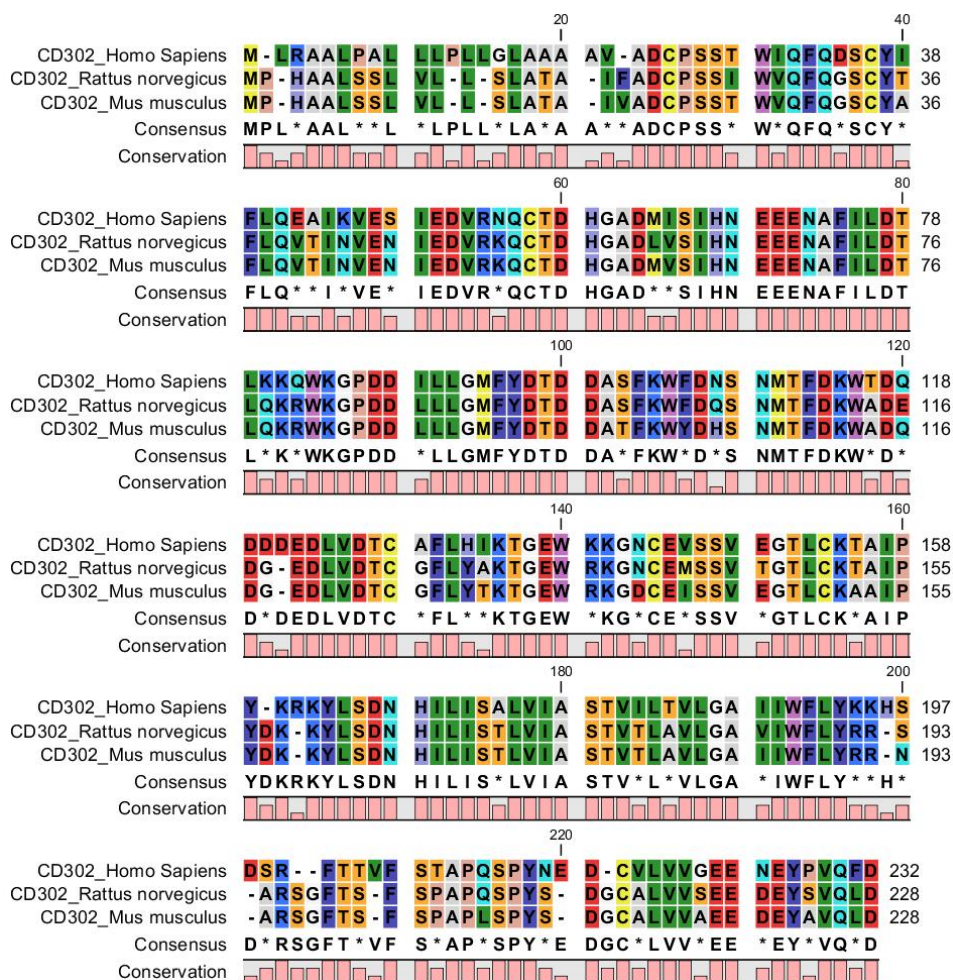 20 40
CD302_Homo Sapiens M-LRAALPAL LLPLLGLAAA AV-ADCPSST WIQFQDSCYI 38
CD302_Rattus norvegicus MP-HAALSSL VL-L-SLATA -IFADCPSSI WVQFQGSCYT 36
CD302_Mus musculus MP-HAALSSL VL-L-SLATA -IVADCPSST WVQFQGSCYA 36
Consensus MPL*AAL**L *LPLL*LA*A A**ADCPSS* W*QFQ*SCY*
Conservation
60 80
CD302_Homo Sapiens FLQEAIKVES IEDVRNQCTD HGADMISIHN EEENAFILDT 78
CD302_Rattus norvegicus FLQVTINVEN IEDVRKQCTD HGADLVSIHN EEENAFILDT 76
CD302_Mus musculus FLQVTINVEN IEDVRKQCTD HGADMVSIHN EEENAFILDT 76
Consensus FLQ**I*VE* IEDVR*QCTD HGAD**SIHN EEENAFILDT
Conservation
100 120
CD302_Homo Sapiens LKKQWKGPDD ILLGMFYDTD DASFKWFDNS NMTFDKWTDQ 118
CD302_Rattus norvegicus LQKRWKGPDD LLLGMFYDTD DASFKWFDQS NMTFDKWADE 116
CD302_Mus musculus LQKRWKGPDD LLLGMFYDTD DATFKWYDHS NMTFDKWADQ 116
Consensus L*K*WKGPDD *LLGMFYDTD DA*FKW*D*S NMTFDKW*D*
Conservation
140 160
CD302_Homo Sapiens DDDEDLVDTC AFLHIKTGEW KKGNCEVSSV EGTLCKTAIP 158
CD302_Rattus norvegicus DG-EDLVDTC GFLYAKTGEW RKGNCEMSSV TGTLCKTAIP 155
CD302_Mus musculus DG-EDLVDTC GFLYTKTGEW RKGDCEISSV EGTLCKAAIP 155
Consensus D*DEDLVDTC *FL**KTGEW *KG*CE*SSV *GTLCK*AIP
Conservation
180 200
CD302_Homo Sapiens Y-KRKYLSDN HILISALVIA STVILTVLGA IIWFLYKKHS 197
CD302_Rattus norvegicus YDK-KYLSDN HILISTLVIA STVTLAVLGA VIWFLYRR-S 193
CD302_Mus musculus YDK-KYLSDN HILISTLVIA STVTLAVLGA IIWFLYRR-N 193
Consensus YDKRKYLSDN HILIS*LVIA STV*L*VLGA *IWFLY**H*
Conservation
220
CD302_Homo Sapiens DSR--FTTVF STAPQSPYNE D-CVLVVGEE NEYPVQFD 232
CD302_Rattus norvegicus -ARSGFTS-F SPAPQSPYS- DGCALVVSEE DEYSVQLD 228
CD302_Mus musculus -ARSGFTS-F SPAPLSPYS- DGCALVVAEE DEYAVQLD 228
Consensus D*RSGFT*VF S*AP*SPY*E DGC*LVV*EE *EY*VQ*D
Conservation